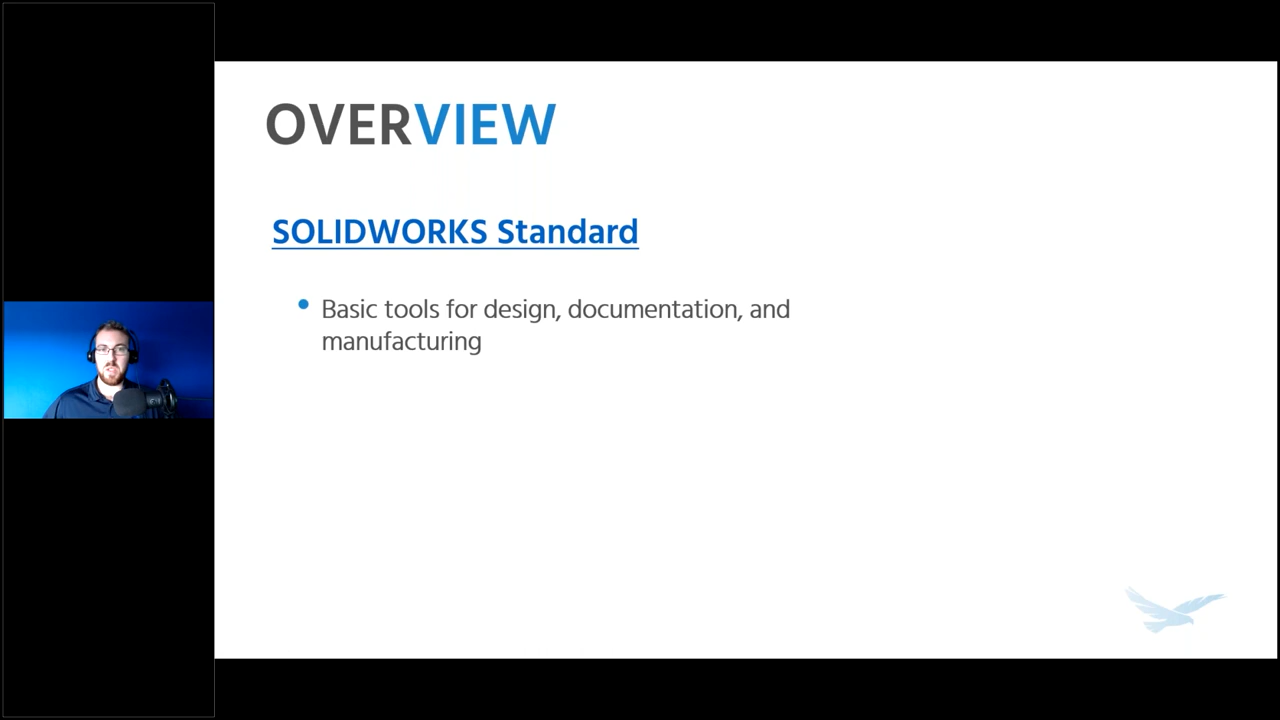 OVERVIEW
SOLIDWORKS Standard
Basic tools for design, documentation, and
manufacturing